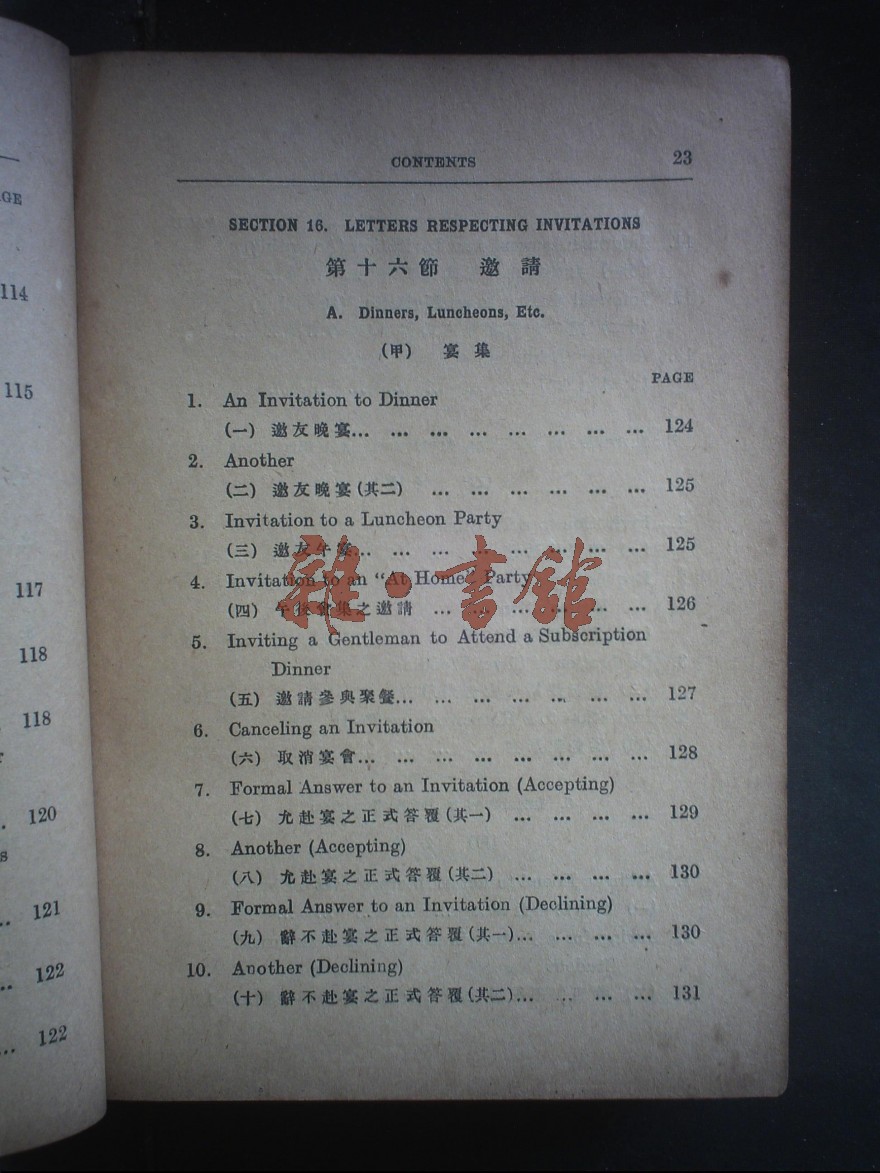 GE
114
115
117
118
118
r
. 120
s
.. 121
.. 122
... 122
CONTENTS 23
SECTION 16. LETTERS RESPECTING INVITATIONS
第十六節 邀請
A. Dinners, Luncheons, Etc.
(甲) 宴集
PAGE
1. An Invitation to Dinner
(一) 邀友晚宴... ... ... ... ... ... ... ... 124
2. Another
(二) 邀友晚宴(其二) ... ... ... ... ... ... 125
3. Invitation to a Luncheon Party
(三) 邀友午宴... ... ... ... ... ... ... ... 125
4. Invitation to an "At Home" Party
(四) 午後會集之邀請 ... ... ... ... ... ... 126
5. Inviting a Gentleman to Attend a Subscription
Dinner
(五) 邀請參與聚餐... ... ... ... ... ... ... 127
6. Canceling an Invitation
(六) 取消宴會... ... ... ... ... ... ... ... 128
7. Formal Answer to an Invitation (Accepting)
(七) 允赴宴之正式答覆(其一) ... ... ... ... 129
8. Another (Accepting)
(八) 允赴宴之正式答覆(其二) ... ... ... ... 130
9. Formal Answer to an Invitation (Declining)
(九) 辭不赴宴之正式答覆(其一)... ... ... ... 130
10. Another (Declining)
(十) 辭不赴宴之正式答覆(其二)... ... ... ... 131
雜·書館